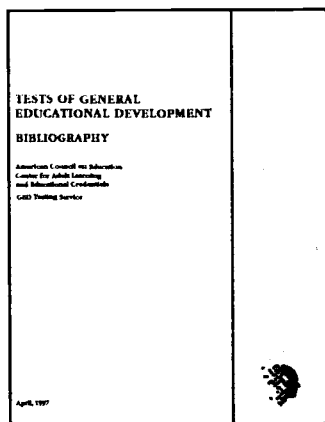 TESTS OF GENERAL
EDUCATIONAL DEVELOPMENT
BIBLIOGRAPHY
American Council on Education
Center for Adult Learning
and Educational Credentials
GED Testing Service
April, 1997